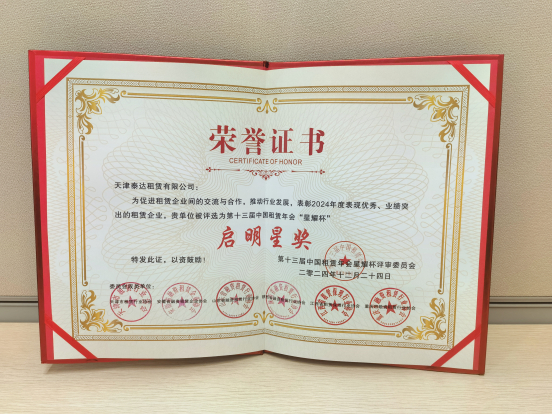 荣誉证书
CERTIFICATE OF HONOR
天津泰达租赁有限公司：
为促进租赁企业间的交流与合作，推动行业发展，表彰2024年度表现优秀、业绩突
出的租赁企业，贵单位被评选为第十三届中国租赁年会“星耀杯”
启明星奖
特发此证，以资鼓励！
第十三届中国租赁年会星耀杯评审委员会
二〇二四年十二月二十四日